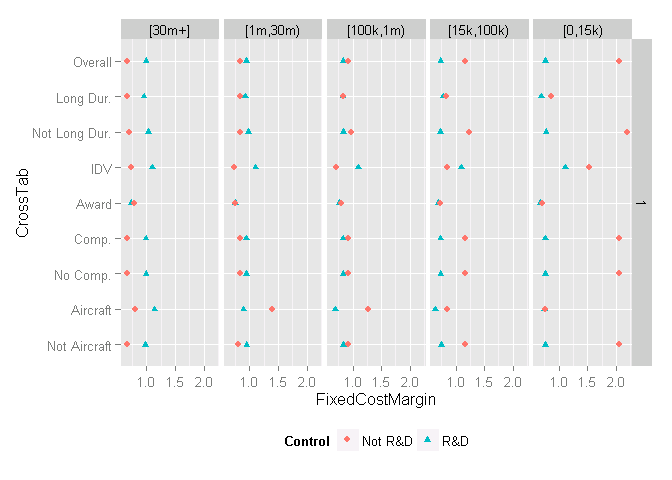 [30m+] [1m,30m) [100k,1m) [15k,100k) [0,15k)
Overall
Long Dur.
Not Long Dur.
IDV
Award
Comp.
No Comp.
Aircraft
Not Aircraft
CrossTab
1
1.0 1.5 2.0 1.0 1.5 2.0 1.0 1.5 2.0 1.0 1.5 2.0 1.0 1.5 2.0
FixedCostMargin
Control Not R&D R&D